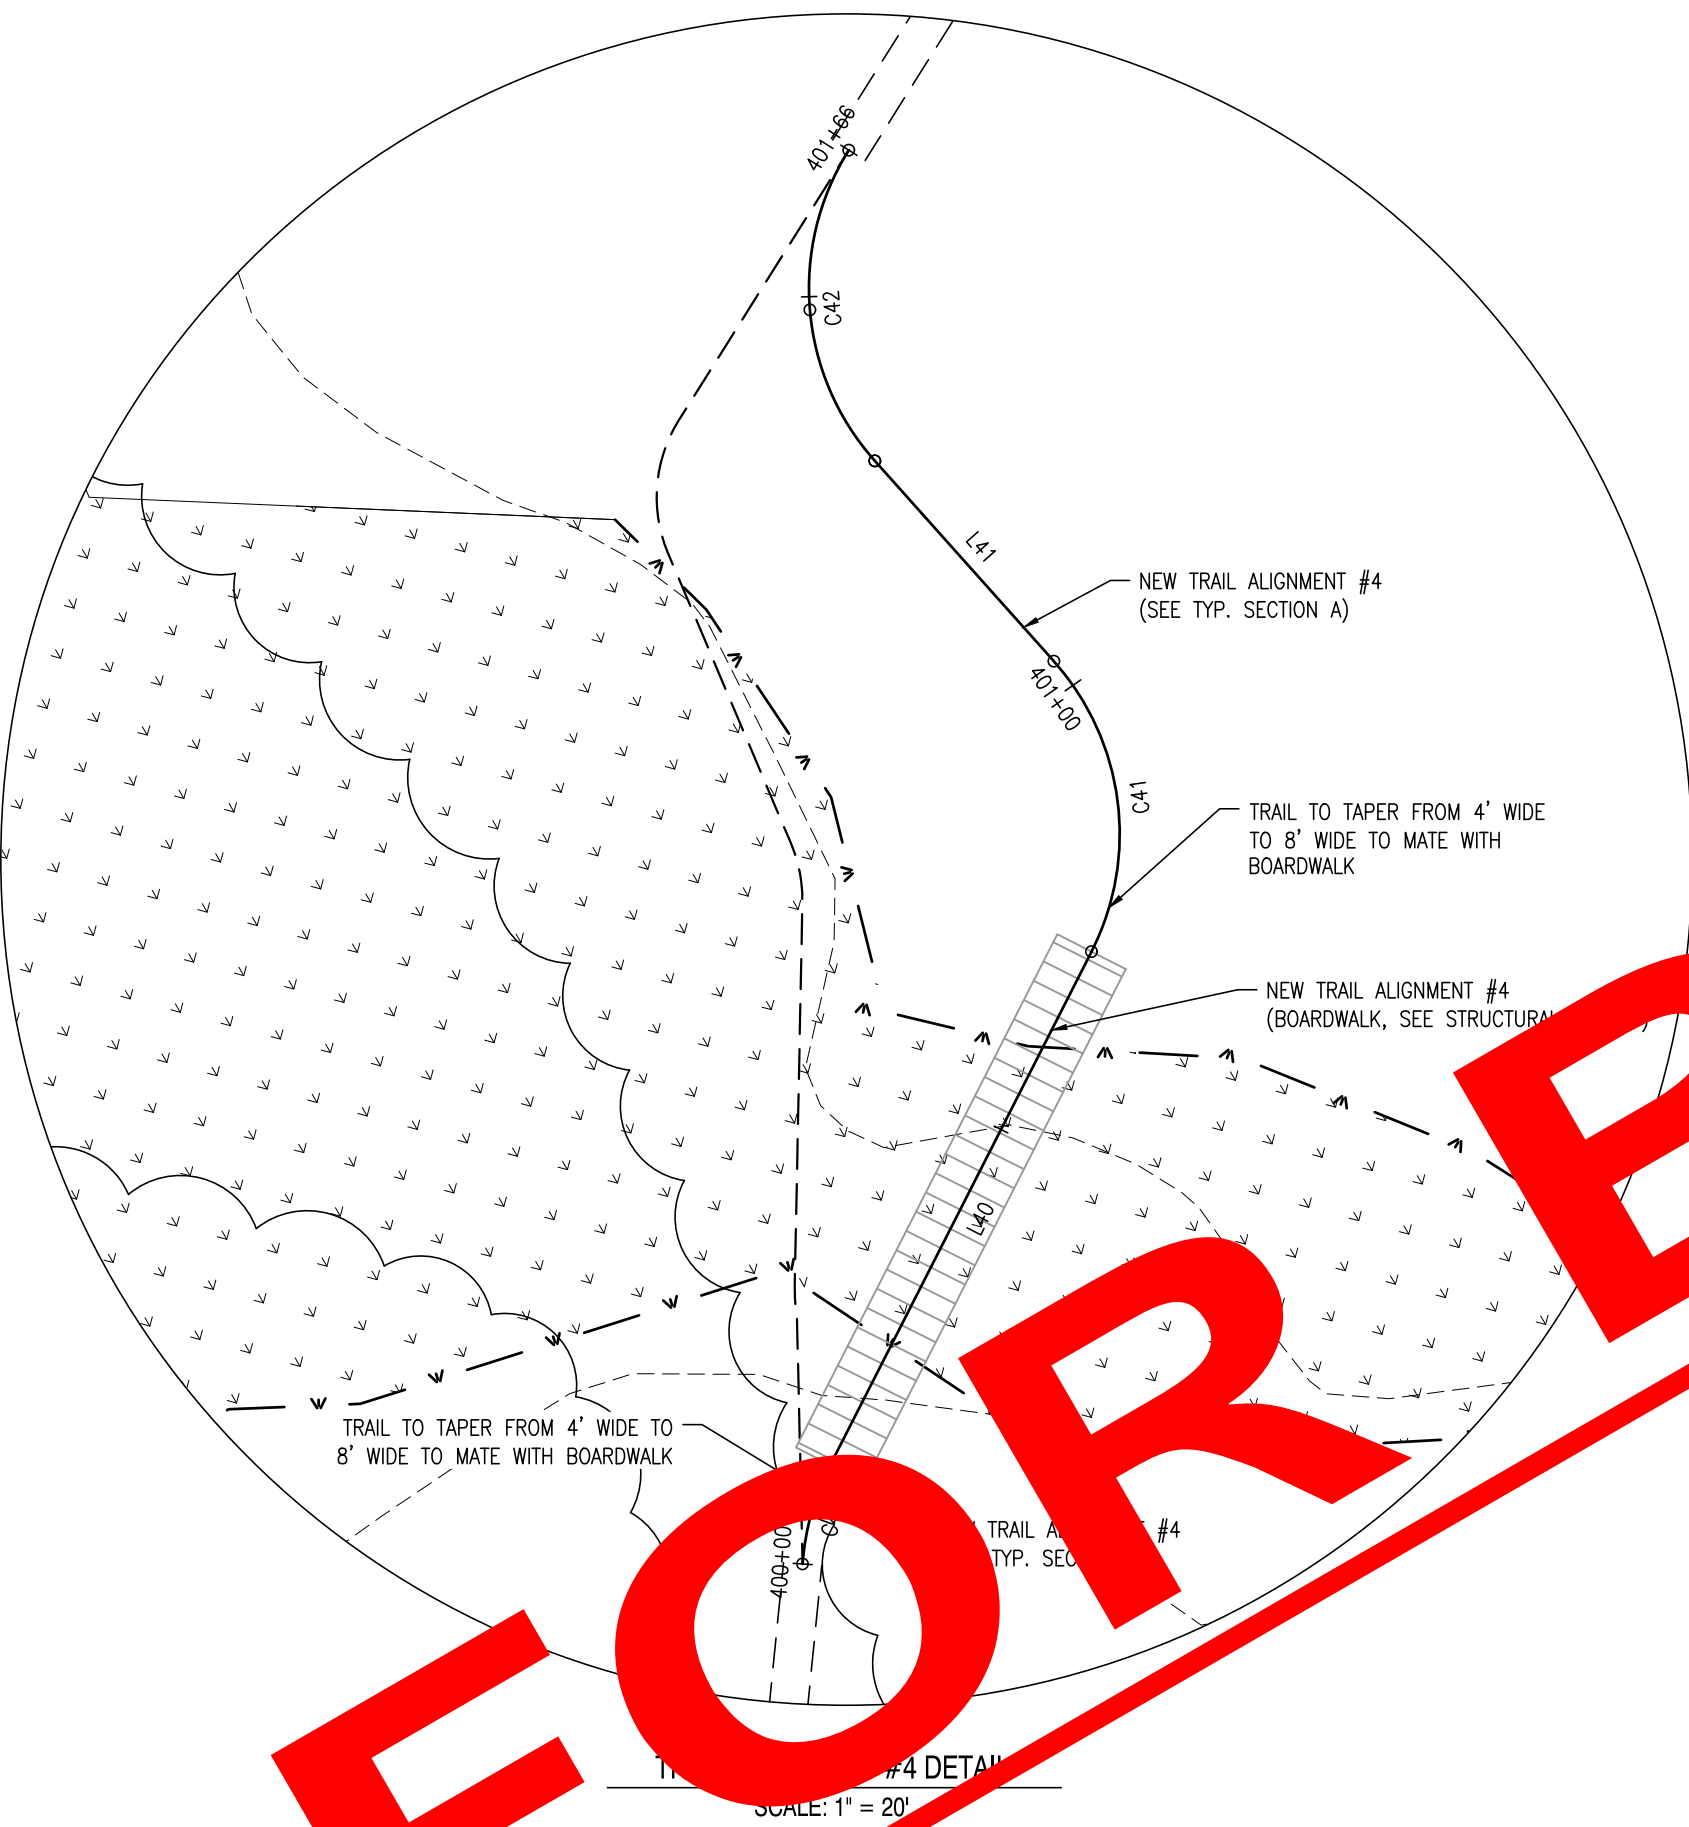 401+66
C42
L41
NEW TRAIL ALIGNMENT #4
(SEE TYP. SECTION A)
401+00
C41
TRAIL TO TAPER FROM 4' WIDE
TO 8' WIDE TO MATE WITH
BOARDWALK
NEW TRAIL ALIGNMENT #4
(BOARDWALK, SEE STRUCTURAL
L40
TRAIL TO TAPER FROM 4' WIDE TO
8' WIDE TO MATE WITH BOARDWALK
TRAIL #4
TYP.
400+00
#4 DETAIL
SCALE: 1" = 20'
FOR